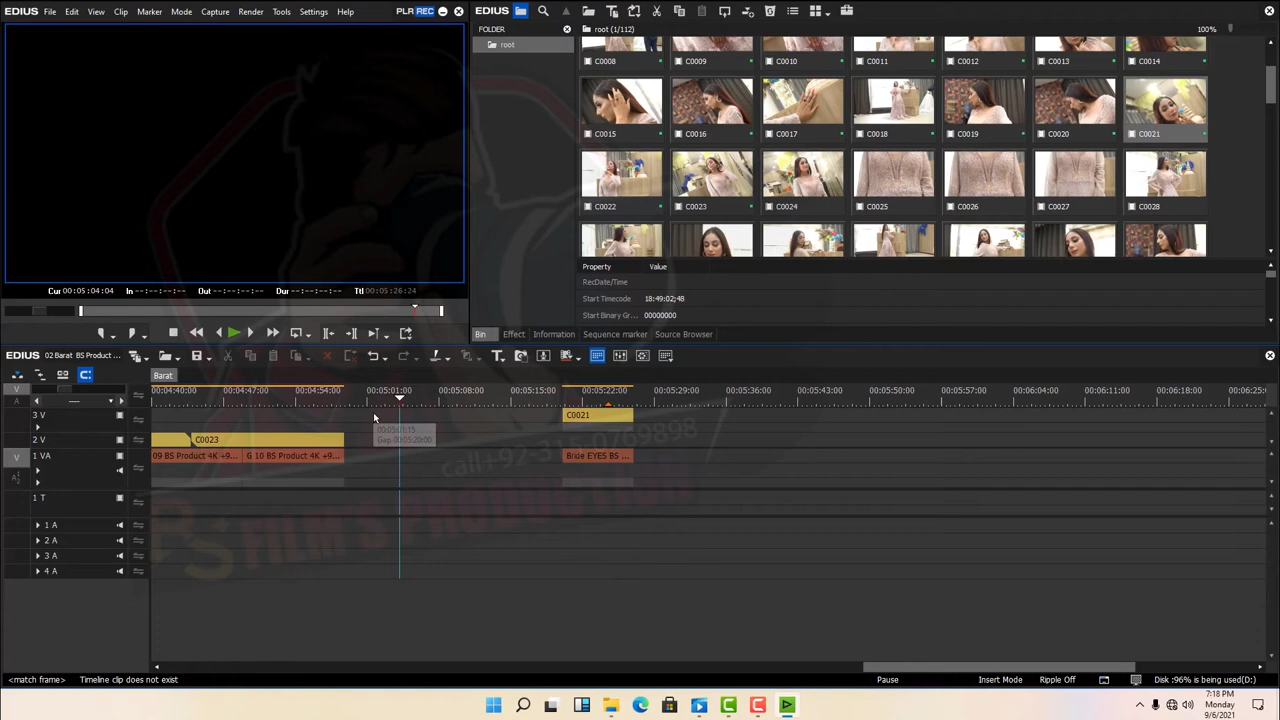 EDIUS File Edit View Clip Marker Mode Capture Render Tools Settings Help PLR REC
EDIUS
FOLDER
root (1/112)
100%
root
C0008 C0009 C0010 C0011 C0012 C0013 C0014
C0015 C0016 C0017 C0018 C0019 C0020 C0021
C0022 C0023 C0024 C0025 C0026 C0027 C0028
Property Value
RecDate/Time
Start Timecode 18:49:02;48
Start Binary Gr... 00000000
Cur 00:05:04:04 In --:--:--:-- Out --:--:--:-- Dur --:--:--:-- Ttl 00:05:26:24
Bin Effect Information Sequence marker Source Browser
EDIUS 02 Barat BS Product ...
Barat
00:04:40:00 00:04:47:00 00:04:54:00 00:05:01:00 00:05:08:00 00:05:15:00 00:05:22:00 00:05:29:00 00:05:36:00 00:05:43:00 00:05:50:00 00:05:57:00 00:06:04:00 00:06:11:00 00:06:18:00 00:06:25:
V
A
3 V
C0021
00:05:01:15
Gap 00:05:20:00
2 V
C0023
V
1 VA
09 BS Product 4K +9... G 10 BS Product 4K +9... Bride EYES BS ...
call+92-3 0769898
FILM'S PRODUCTION
1 T
1 A
2 A
3 A
4 A
<match frame> Timeline clip does not exist Pause Insert Mode Ripple Off Disk :96% is being used(D:)
7:18 PM
Monday
9/6/2021